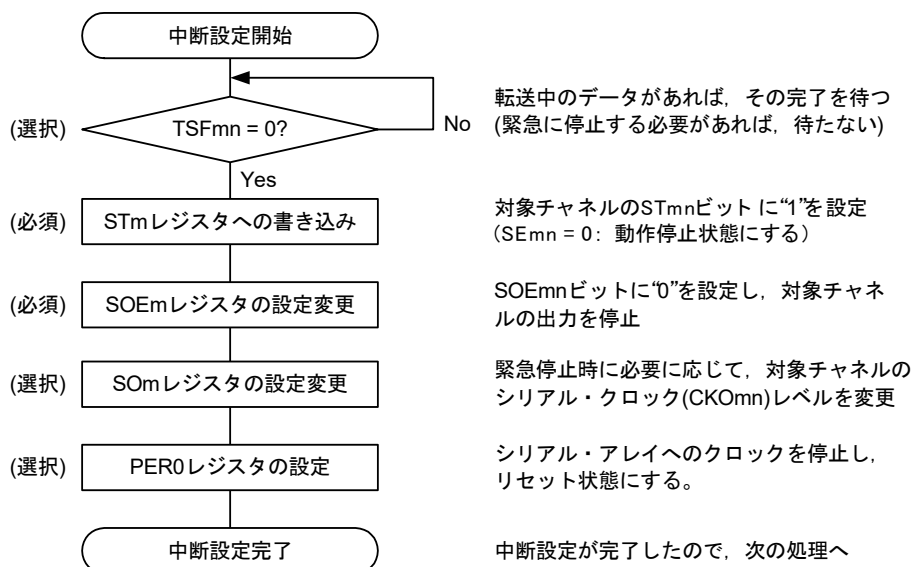 中断設定開始
(選択)
TSFmn = 0?
No
転送中のデータがあれば，その完了を待つ
(緊急に停止する必要があれば，待たない)
Yes
(必須)
STmレジスタへの書き込み
対象チャネルのSTmnビット に“1”を設定
（SEmn = 0：動作停止状態にする）
(必須)
SOEmレジスタの設定変更
SOEmnビットに“0”を設定し，対象チャネ
ルの出力を停止
(選択)
SOmレジスタの設定変更
緊急停止時に必要に応じて，対象チャネルの
シリアル・クロック(CKOmn)レベルを変更
(選択)
PER0レジスタの設定
シリアル・アレイへのクロックを停止し，
リセット状態にする。
中断設定完了
中断設定が完了したので，次の処理へ